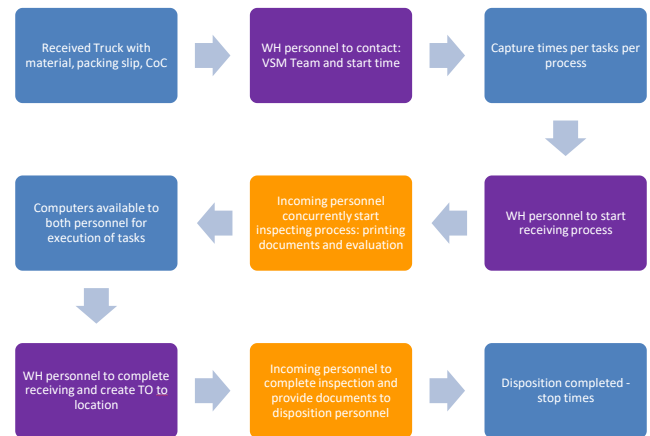 Received Truck with
material, packing slip, CoC
WH personnel to contact:
VSM Team and start time
Capture times per tasks per
process
WH personnel to start
receiving process
Incoming personnel
concurrently start
inspecting process: printing
documents and evaluation
Computers available to
both personnel for
execution of tasks
WH personnel to complete
receiving and create TO to
location
Incoming personnel to
complete inspection and
provide documents to
disposition personnel
Disposition completed -
stop times